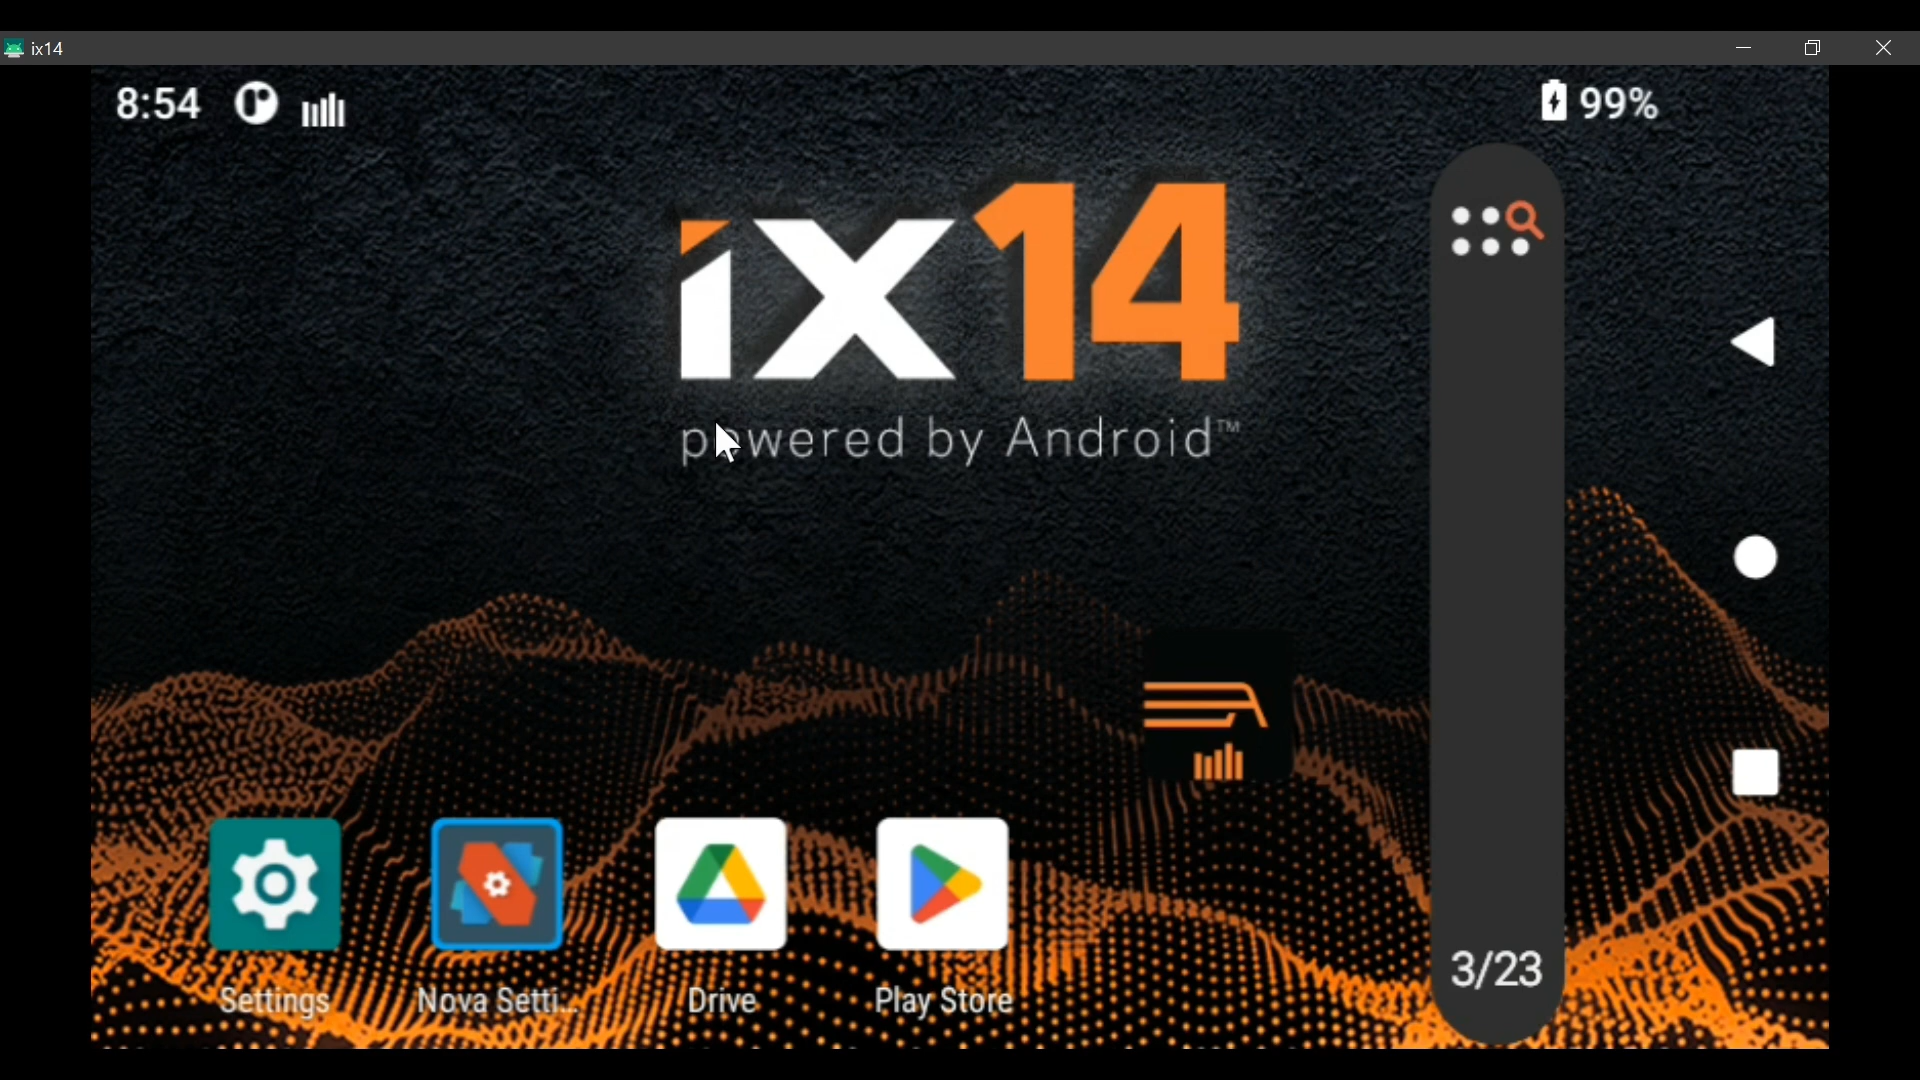 ix14
8:54
99%
ix14
powered by Android™
Settings
Nova Setti...
Drive
Play Store
3/23